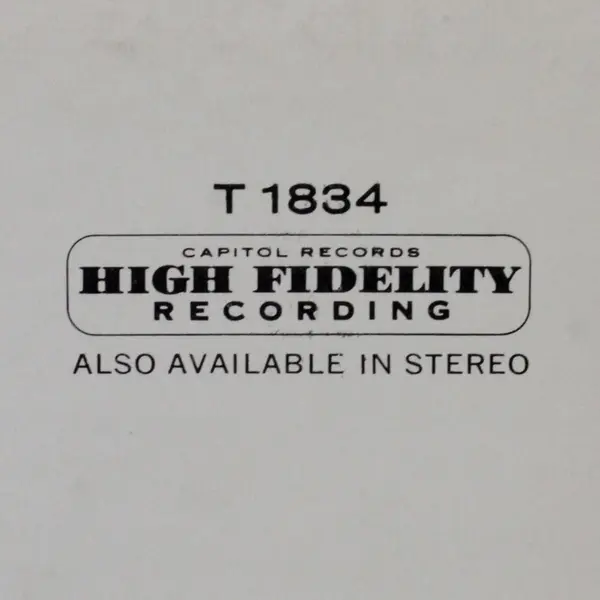 T 1834
CAPITOL RECORDS
HIGH FIDELITY
RECORDING
ALSO AVAILABLE IN STEREO